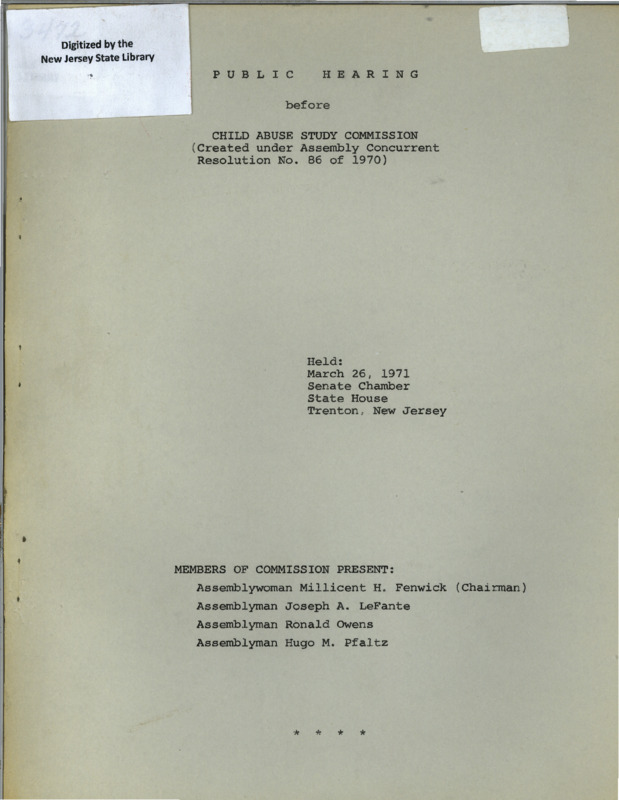 Digitized by the
New Jersey State Library
PUBLIC HEARING
before
CHILD ABUSE STUDY COMMISSION
(Created under Assembly Concurrent
Resolution No. 86 of 1970)
Held:
March 26, 1971
Senate Chamber
State House
Trenton, New Jersey
MEMBERS OF COMMISSION PRESENT:
Assemblywoman Millicent H. Fenwick (Chairman)
Assemblyman Joseph A. LeFante
Assemblyman Ronald Owens
Assemblyman Hugo M. Pfaltz
* * * *